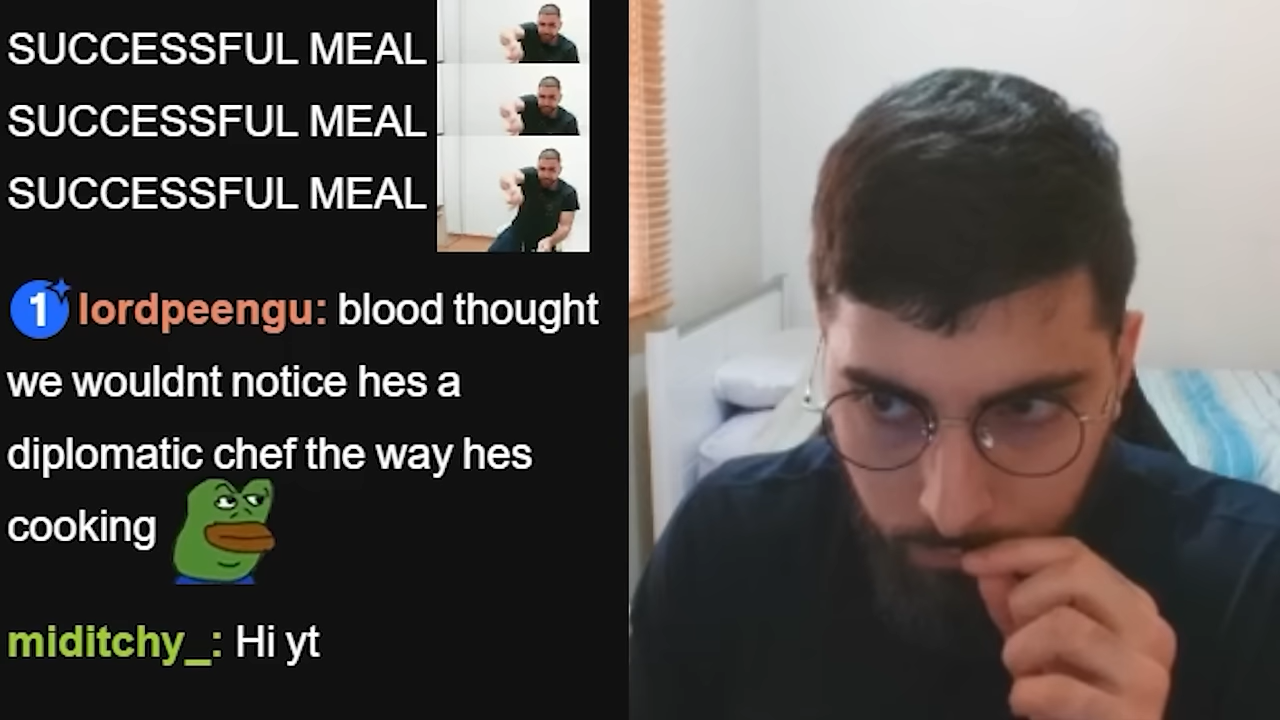 SUCCESSFUL MEAL
SUCCESSFUL MEAL
SUCCESSFUL MEAL
1 lordpeengu: blood thought
we wouldnt notice hes a
diplomatic chef the way hes
cooking
miditchy_: Hi yt